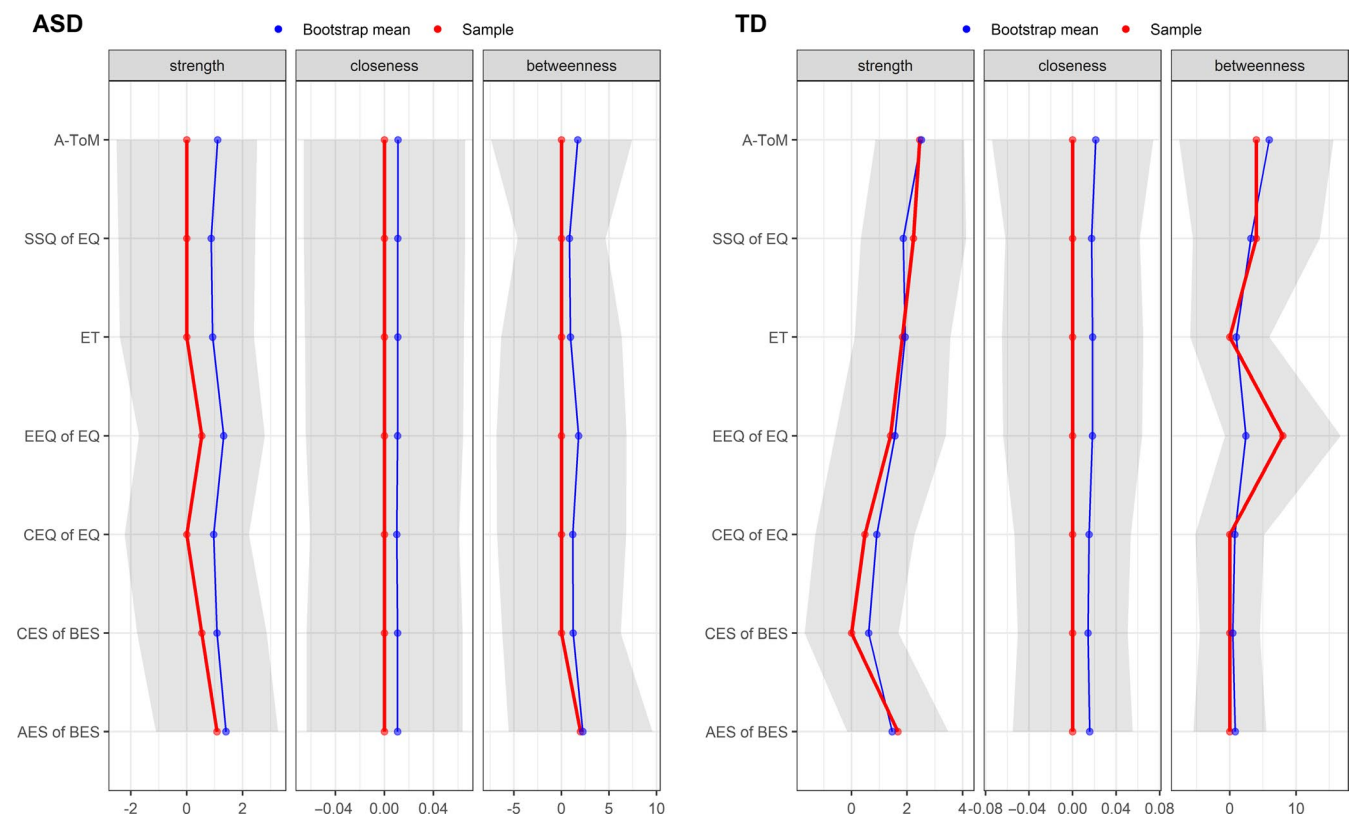 ASD
Bootstrap mean Sample
strength closeness betweenness
A-ToM
SSQ of EQ
ET
EEQ of EQ
CEQ of EQ
CES of BES
AES of BES
-2 0 2 −0.04 0.00 0.04 -5 0 5 10
TD
Bootstrap mean Sample
strength closeness betweenness
A-ToM
SSQ of EQ
ET
EEQ of EQ
CEQ of EQ
CES of BES
AES of BES
0 2 4 -0.08 −0.04 0.00 0.04 0.08 0 10